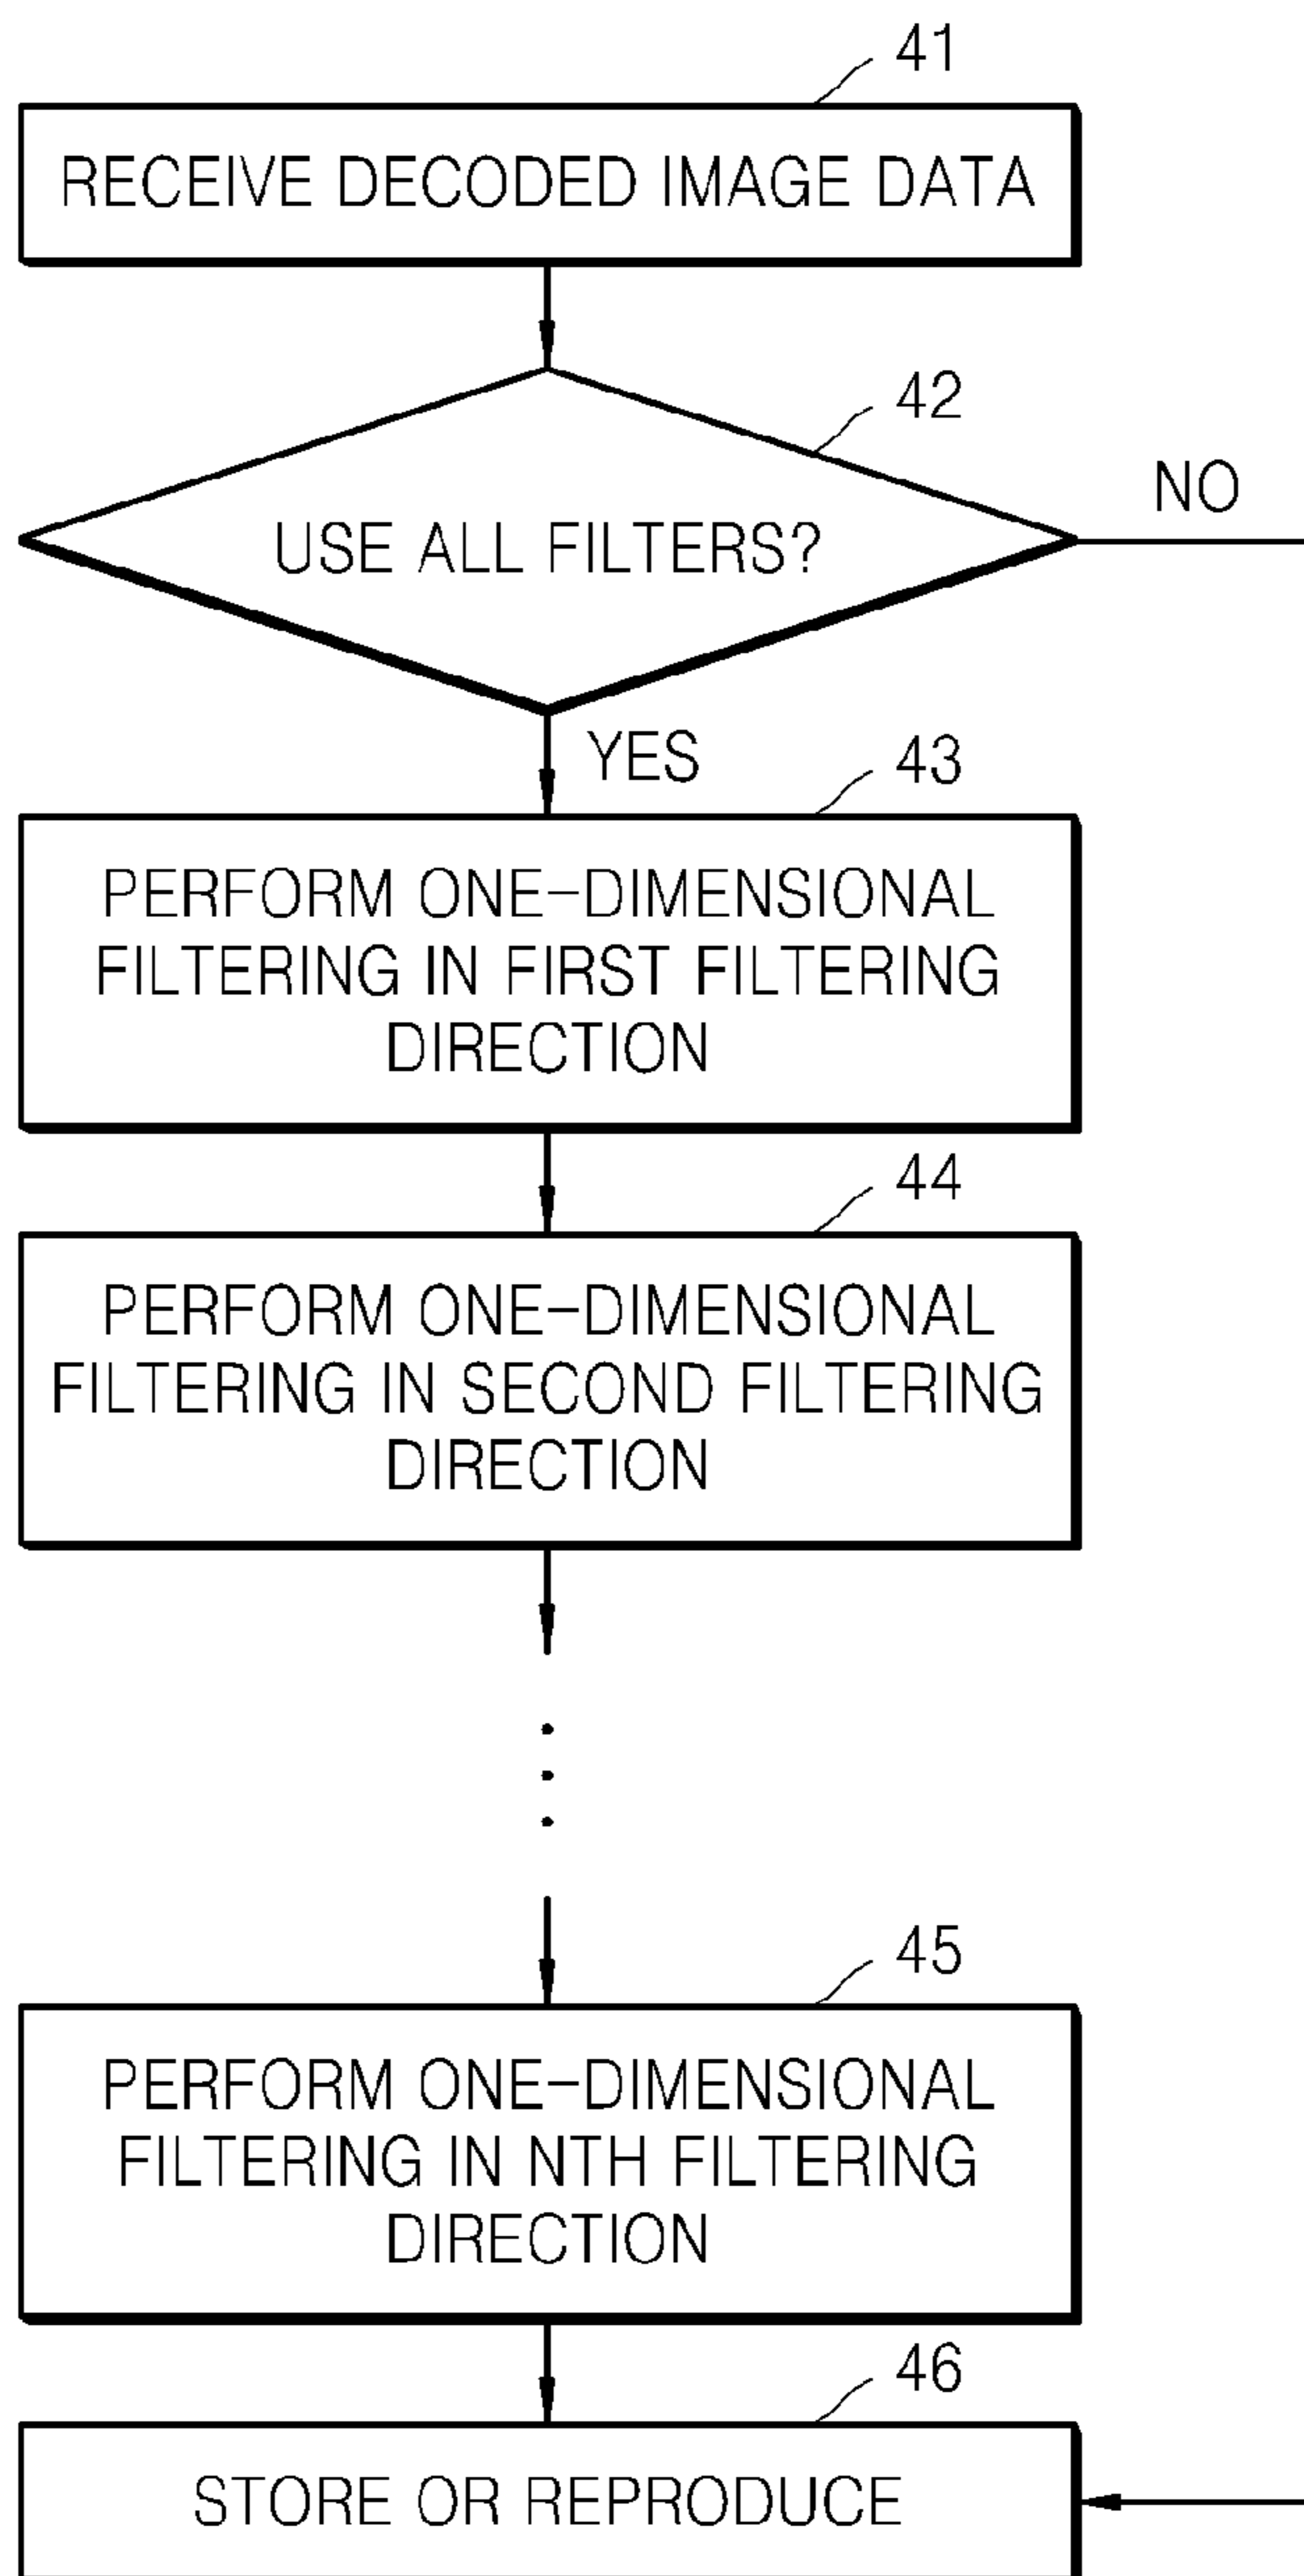 41
RECEIVE DECODED IMAGE DATA
42
NO
USE ALL FILTERS?
YES
43
PERFORM ONE-DIMENSIONAL
FILTERING IN FIRST FILTERING
DIRECTION
44
PERFORM ONE-DIMENSIONAL
FILTERING IN SECOND FILTERING
DIRECTION
45
PERFORM ONE-DIMENSIONAL
FILTERING IN NTH FILTERING
DIRECTION
46
STORE OR REPRODUCE